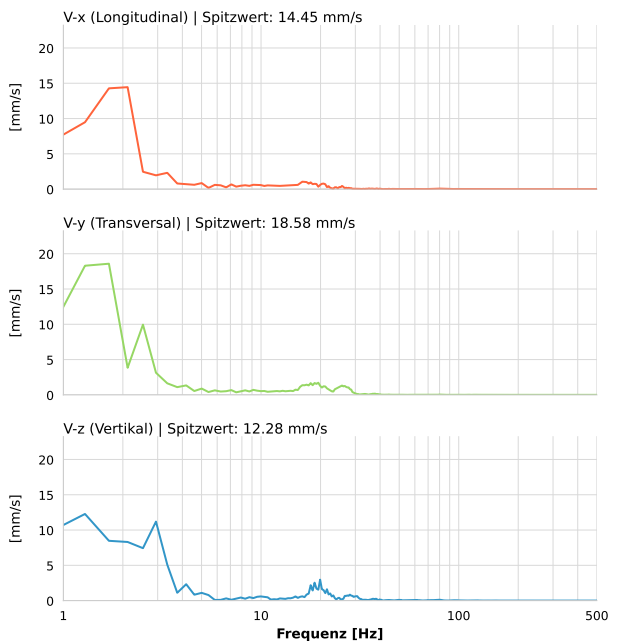 V-x (Longitudinal) | Spitzwert: 14.45 mm/s
20
15
10
5
0
[mm/s]
V-y (Transversal) | Spitzwert: 18.58 mm/s
20
15
10
5
0
[mm/s]
V-z (Vertikal) | Spitzwert: 12.28 mm/s
20
15
10
5
0
[mm/s]
1 10 100 500
Frequenz [Hz]